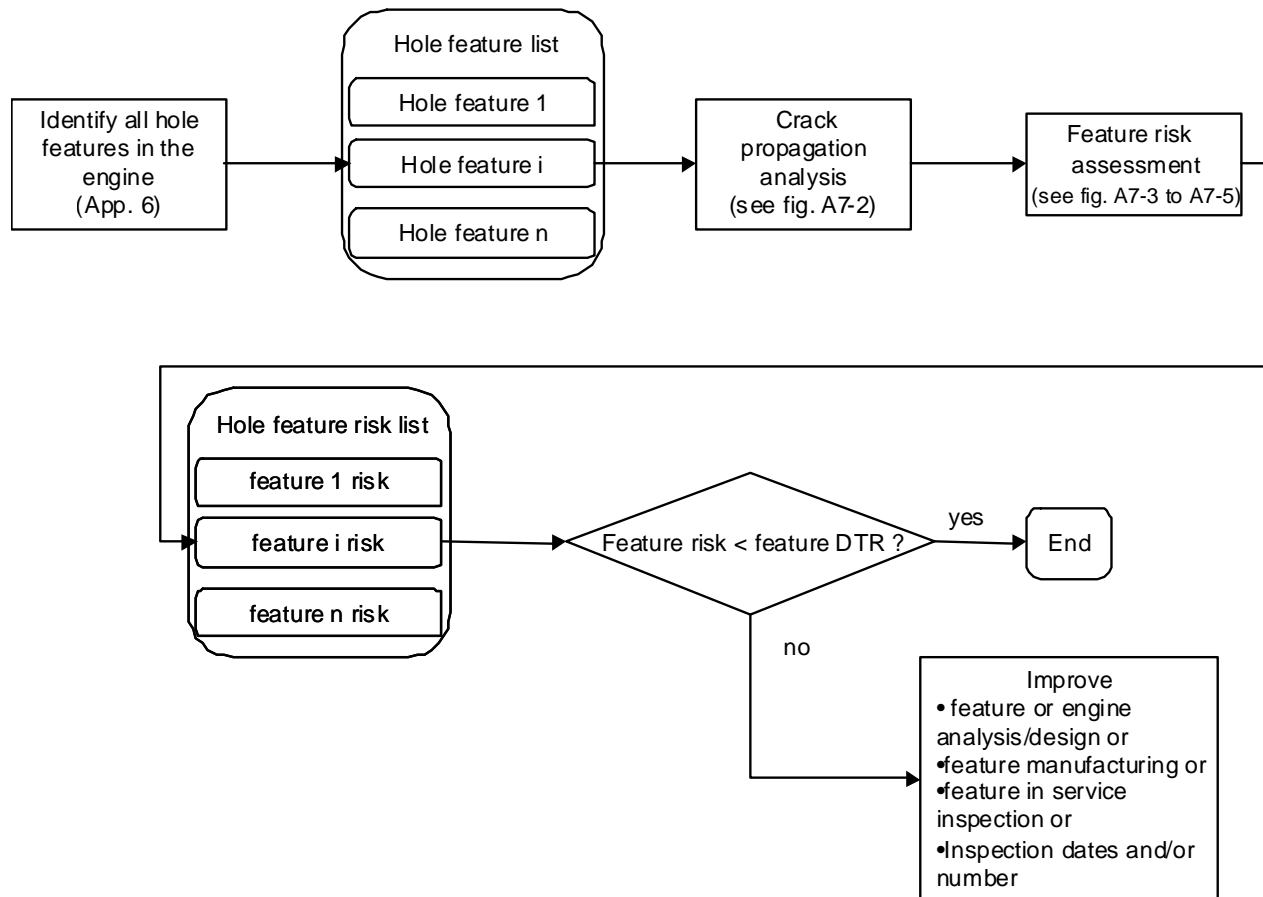 Identify all hole
features in the
engine
(App. 6)
Hole feature list
Hole feature 1
Hole feature i
Hole feature n
Crack
propagation
analysis
(see fig. A7-2)
Feature risk
assessment
(see fig. A7-3 to A7-5)
Hole feature risk list
feature 1 risk
feature i risk
feature n risk
Feature risk < feature DTR ?
yes
End
no
Improve
• feature or engine
analysis/design or
•feature manufacturing or
•feature in service
inspection or
•Inspection dates and/or
number